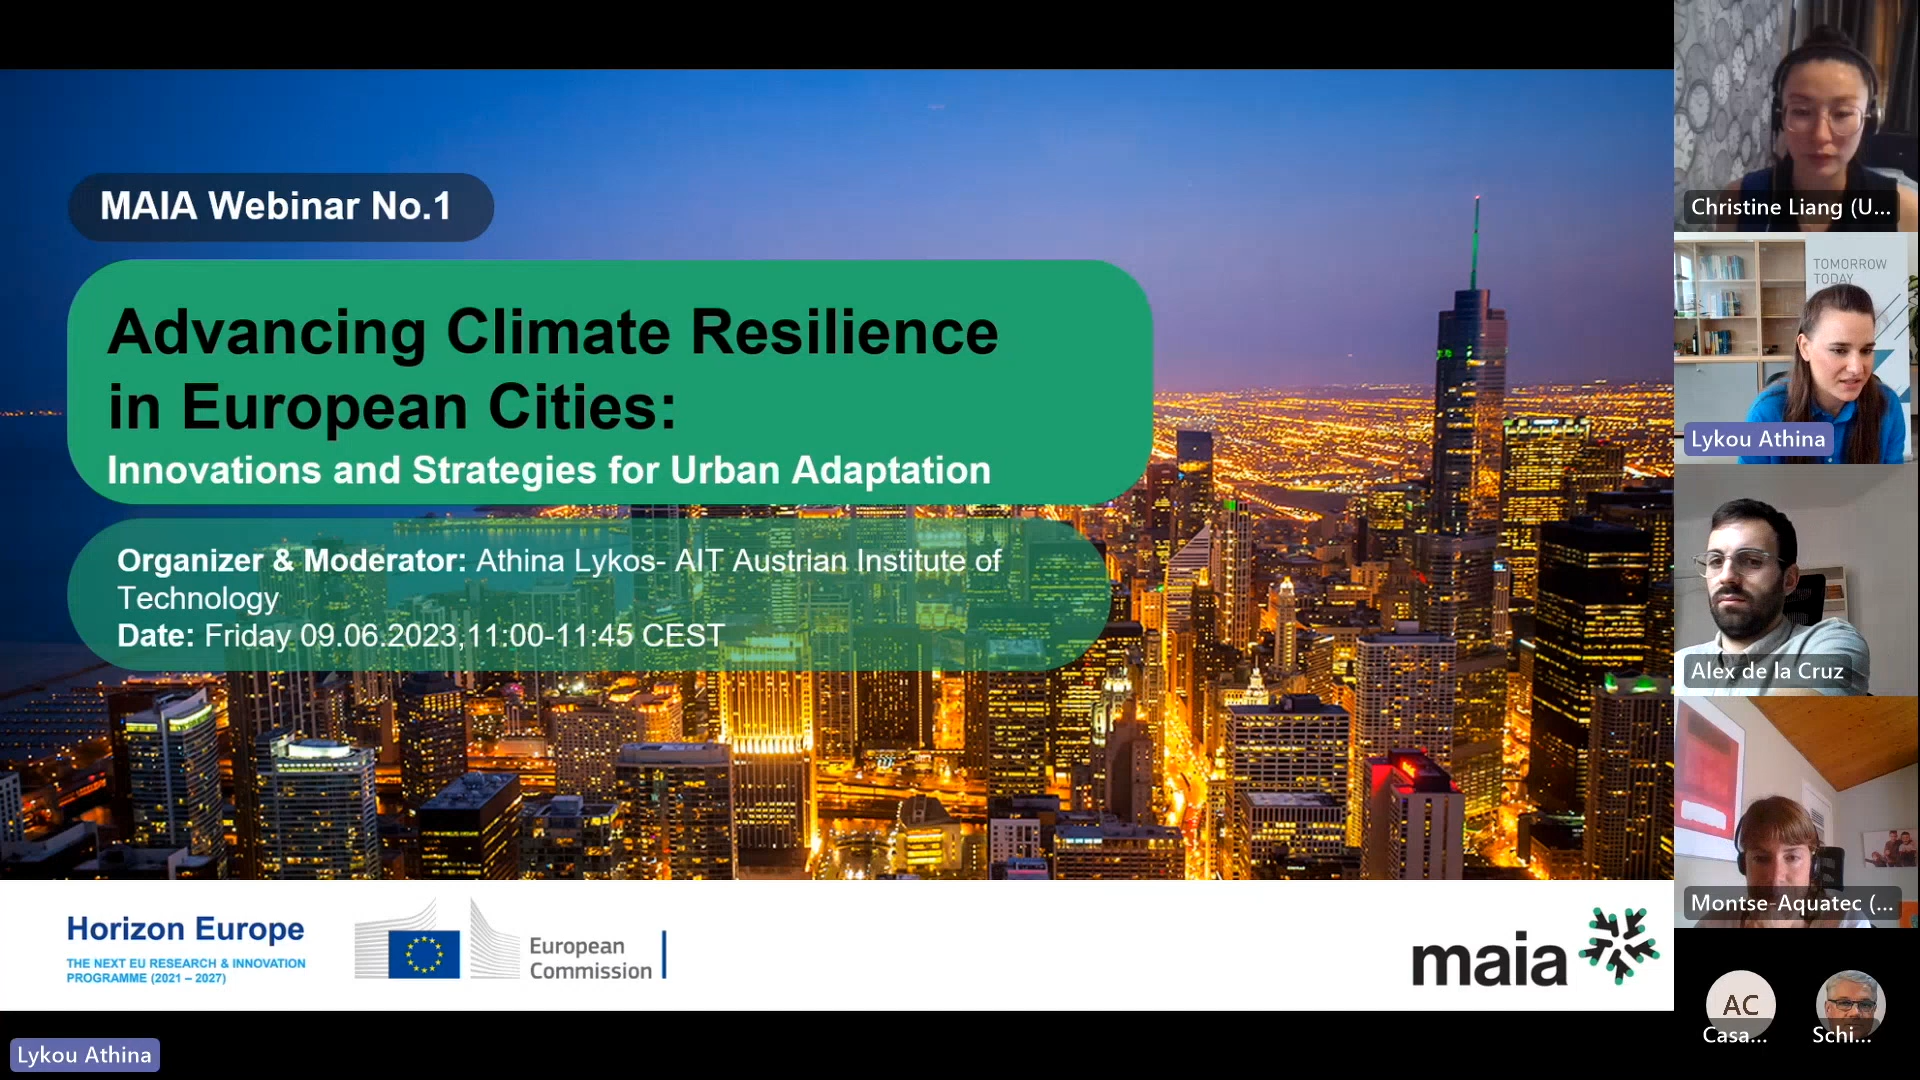 MAIA Webinar No.1
Advancing Climate Resilience
in European Cities:
Innovations and Strategies for Urban Adaptation
Organizer & Moderator: Athina Lykos- AIT Austrian Institute of
Technology
Date: Friday 09.06.2023,11:00-11:45 CEST
Horizon Europe
THE NEXT EU RESEARCH & INNOVATION
PROGRAMME (2021 – 2027)
European
Commission
maia
Lykou Athina
Christine Liang (U...
TOMORROW
TODAY
Lykou Athina
Alex de la Cruz
Montse-Aquatec (...
AC
Casa...
Schi...